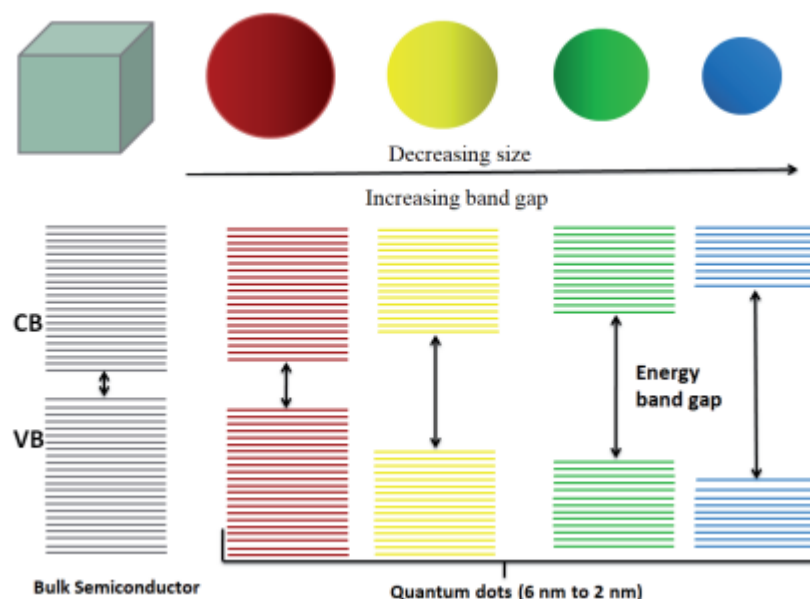 Decreasing size
Increasing band gap
CB
VB
Energy
band gap
Bulk Semiconductor
Quantum dots (6 nm to 2 nm)